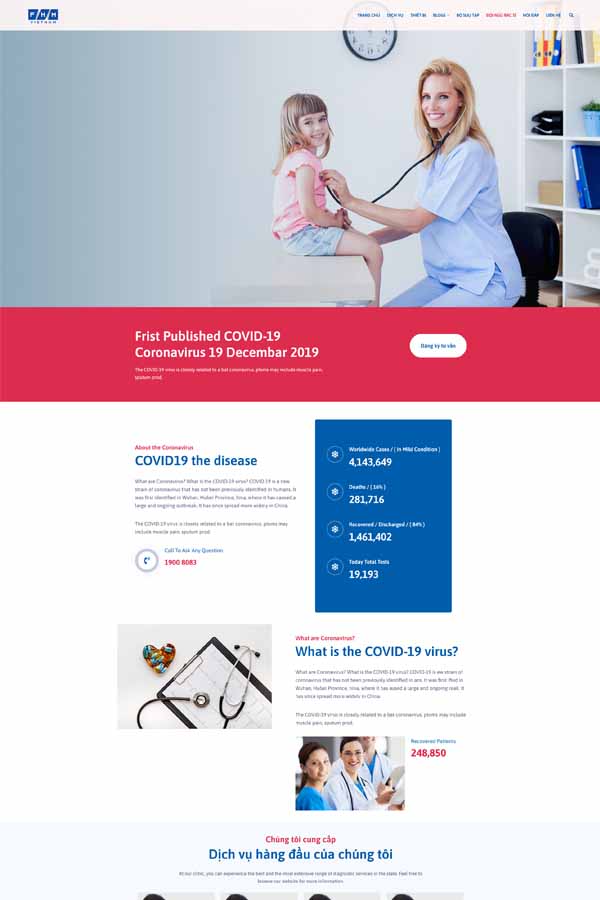 FHM
VIETNAM
TRANG CHỦ DỊCH VỤ THIẾT BỊ BLOGS BỘ SƯU TẬP ĐỘI NGŨ BÁC SĨ HỎI ĐÁP LIÊN HỆ
Frist Published COVID-19
Coronavirus 19 Decembar 2019
The COVID-19 virus is closely related to a bat coronavirus. ptoms may include muscle pain,
sputum prod.
Đăng ký tư vấn
About the Coronavirus
COVID19 the disease
What are Coronavirus? What is the COVID-19 virus? COVID-19 is a new
strain of coronavirus that has not been previously identified in humans. It
was first identified in Wuhan, Hubei Province, hina, where it has caused a
large and ongoing outbreak. It has since spread more widely in China.
The COVID-19 virus is closely related to a bat coronavirus. ptoms may
include muscle pain, sputum prod.
Call To Ask Any Question
1900 8083
Worldwide Cases / ( In Mild Condition )
4,143,649
Deaths / ( 16% )
281,716
Recovered / Discharged / ( 84% )
1,461,402
Today Total Tests
19,193
What are Coronavirus?
What is the COVID-19 virus?
What are Coronavirus? What is the COVID-19 virus? COVID-19 is ew strain of
coronavirus that has not been previously identified in ans. It was first ified in
Wuhan, Hubei Province, hina, where it has aused a large and ongoing reak. It
has since spread more widely in China.
The COVID-19 virus is closely related to a bat coronavirus. ptoms may include
muscle pain, sputum prod.
Recovered Patients
248,850
Chúng tôi cung cấp
Dịch vụ hàng đầu của chúng tôi
At our clinic, you can experience the best and the most extensive range of diagnostic services in the state. Feel free to
browse our website for more information.